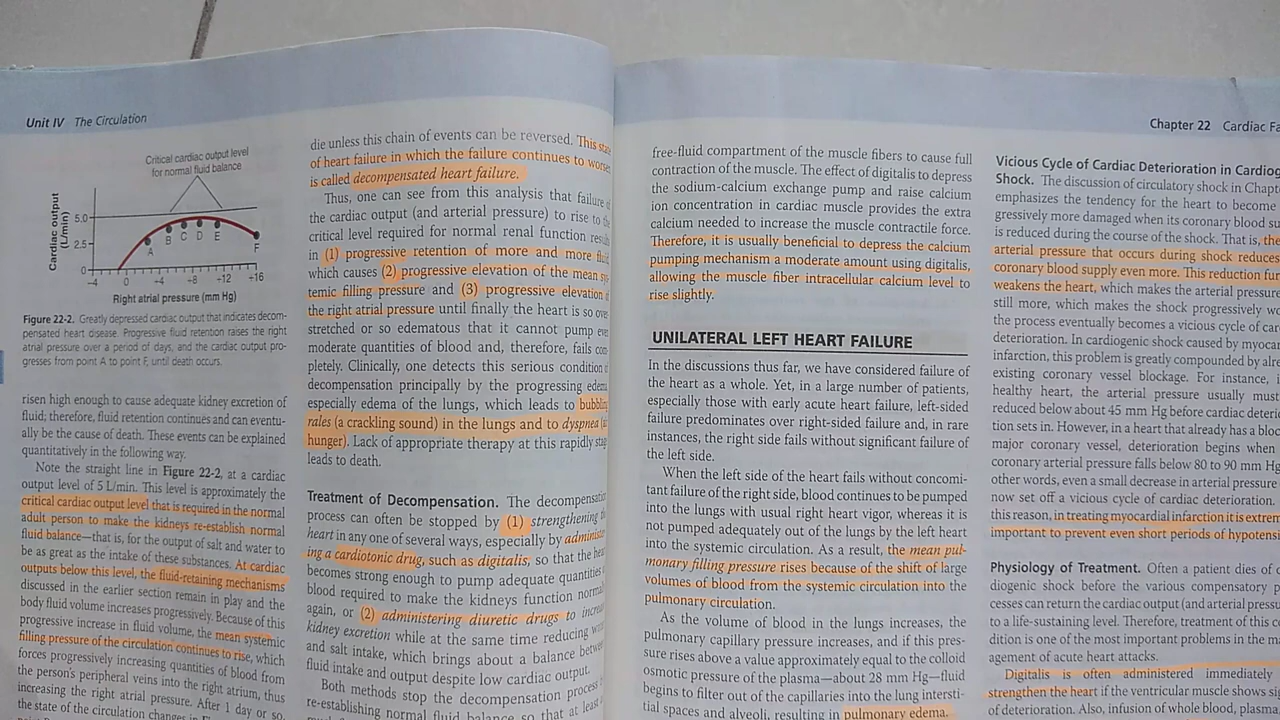 Unit IV The Circulation
Critical cardiac output level
for normal fluid balance
Cardiac output
(L/min)
5.0
2.5
0
A
B
C
D
E
F
−4
0
+4
+8
+12
+16
Right atrial pressure (mm Hg)
Figure 22-2. Greatly depressed cardiac output that indicates decom-
pensated heart disease. Progressive fluid retention raises the right
atrial pressure over a period of days, and the cardiac output pro-
gresses from point A to point F, until death occurs.
risen high enough to cause adequate kidney excretion of
fluid; therefore, fluid retention continues and can eventu-
ally be the cause of death. These events can be explained
quantitatively in the following way.
Note the straight line in Figure 22-2, at a cardiac
output level of 5 L/min. This level is approximately the
critical cardiac output level that is required in the normal
adult person to make the kidneys re-establish normal
fluid balance—that is, for the output of salt and water to
be as great as the intake of these substances. At cardiac
outputs below this level, the fluid-retaining mechanisms
discussed in the earlier section remain in play and the
body fluid volume increases progressively. Because of this
progressive increase in fluid volume, the mean systemic
filling pressure of the circulation continues to rise, which
forces progressively increasing quantities of blood from
the person's peripheral veins into the right atrium, thus
increasing the right atrial pressure. After 1 day or so,
the state of the circulation changes in
die unless this chain of events can be reversed. This
of heart failure in which the failure continues to
is called decompensated heart failure.
Thus, one can see from this analysis that failure of
the cardiac output (and arterial pressure) to rise to the
critical level required for normal renal function
in (1) progressive retention of more and more
which causes (2) progressive elevation of the mean
temic filling pressure and (3) progressive elevation
the right atrial pressure until finally the heart is so
stretched or so edematous that it cannot pump
moderate quantities of blood and, therefore, fails
pletely. Clinically, one detects this serious condition
decompensation principally by the progressing
especially edema of the lungs, which leads to
rales (a crackling sound) in the lungs and to dyspnea
hunger). Lack of appropriate therapy at this rapidly
leads to death.
Treatment of Decompensation. The
process can often be stopped by (1) strengthening
heart in any one of several ways, especially by
ing a cardiotonic drug, such as digitalis, so that the
becomes strong enough to pump adequate quantities
blood required to make the kidneys function
again, or (2) administering diuretic drugs to
kidney excretion while at the same time reducing
and salt intake, which brings about a balance
fluid intake and output despite low cardiac output.
Both methods stop the decompensation process
re-establishing normal fluid balance so that at least
Chapter 22 Cardiac
free-fluid compartment of the muscle fibers to cause full
contraction of the muscle. The effect of digitalis to depress
the sodium-calcium exchange pump and raise calcium
ion concentration in cardiac muscle provides the extra
calcium needed to increase the muscle contractile force.
Therefore, it is usually beneficial to depress the calcium
pumping mechanism a moderate amount using digitalis,
allowing the muscle fiber intracellular calcium level to
rise slightly.
UNILATERAL LEFT HEART FAILURE
In the discussions thus far, we have considered failure of
the heart as a whole. Yet, in a large number of patients,
especially those with early acute heart failure, left-sided
failure predominates over right-sided failure and, in rare
instances, the right side fails without significant failure of
the left side.
When the left side of the heart fails without concomi-
tant failure of the right side, blood continues to be pumped
into the lungs with usual right heart vigor, whereas it is
not pumped adequately out of the lungs by the left heart
into the systemic circulation. As a result, the mean pul-
monary filling pressure rises because of the shift of large
volumes of blood from the systemic circulation into the
pulmonary circulation.
As the volume of blood in the lungs increases, the
pulmonary capillary pressure increases, and if this pres-
sure rises above a value approximately equal to the colloid
osmotic pressure of the plasma—about 28 mm Hg—fluid
begins to filter out of the capillaries into the lung intersti-
tial spaces and alveoli, resulting in pulmonary edema.
Vicious Cycle of Cardiac Deterioration in
Shock. The discussion of circulatory shock in
emphasizes the tendency for the heart to become
gressively more damaged when its coronary blood
is reduced during the course of the shock. That is, the
arterial pressure that occurs during shock reduces
coronary blood supply even more. This reduction
weakens the heart, which makes the arterial pressure
still more, which makes the shock progressively
the process eventually becomes a vicious cycle of
deterioration. In cardiogenic shock caused by
infarction, this problem is greatly compounded by
existing coronary vessel blockage. For instance,
healthy heart, the arterial pressure usually must
reduced below about 45 mm Hg before cardiac
tion sets in. However, in a heart that already has a
major coronary vessel, deterioration begins when
coronary arterial pressure falls below 80 to 90 mm Hg
other words, even a small decrease in arterial pressure
now set off a vicious cycle of cardiac deterioration.
this reason, in treating myocardial infarction it is
important to prevent even short periods of
Physiology of Treatment. Often a patient dies of
diogenic shock before the various compensatory
cesses can return the cardiac output (and arterial
to a life-sustaining level. Therefore, treatment of this
dition is one of the most important problems in the
agement of acute heart attacks.
Digitalis is often administered immediately
strengthen the heart if the ventricular muscle shows
of deterioration. Also, infusion of whole blood, plasma